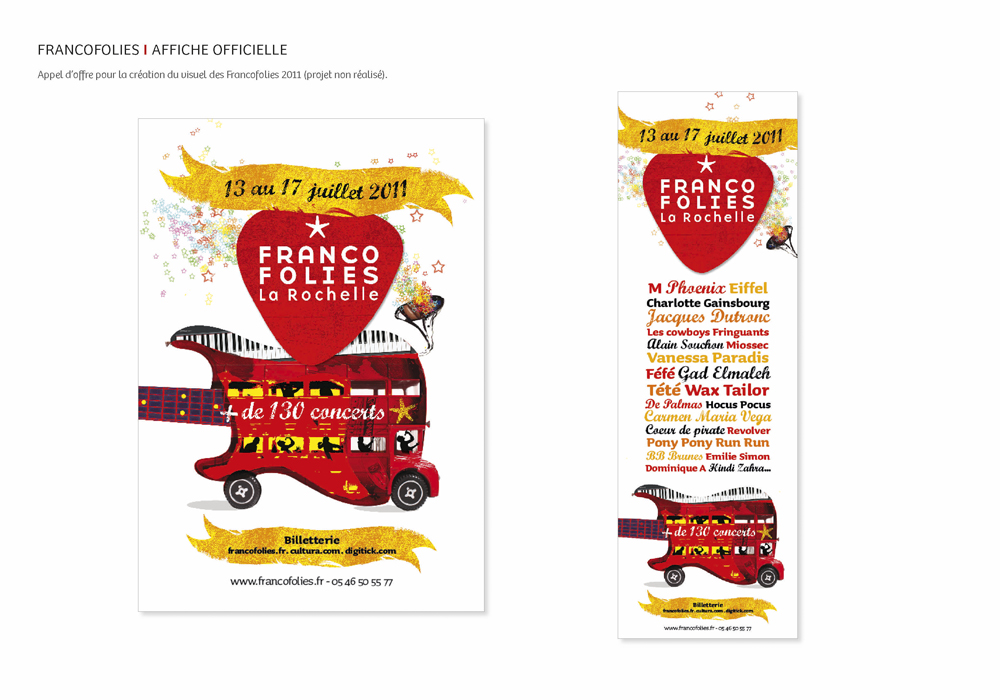 FRANCOFOLIES I AFFICHE OFFICIELLE
Appel d'offre pour la création du visuel des Francofolies 2011 (projet non réalisé).
13 au 17 juillet 2011
FRANCO
FOLIES
La Rochelle
+ de 130 concerts
Billetterie
francofolies.fr. cultura.com. digitick.com
www.francofolies.fr - 05 46 50 55 77
13 au 17 juillet 2011
FRANCO
FOLIES
La Rochelle
M Phoenix Eiffel
Charlotte Gainsbourg
Jacques Dutronc
Les cowboys Fringuants
Alain Souchon Miossec
Vanessa Paradis
Féfé Gad Elmaleh
Tété Wax Tailor
De Palmas Hocus Pocus
Carmen Maria Vega
Coeur de pirate Revolver
Pony Pony Run Run
BB Brunes Emilie Simon
Dominique A Hindi Zahra...
+ de 130 concerts
Billetterie
francofolies.fr. cultura.com. digitick.com
www.francofolies.fr - 05 46 50 55 77